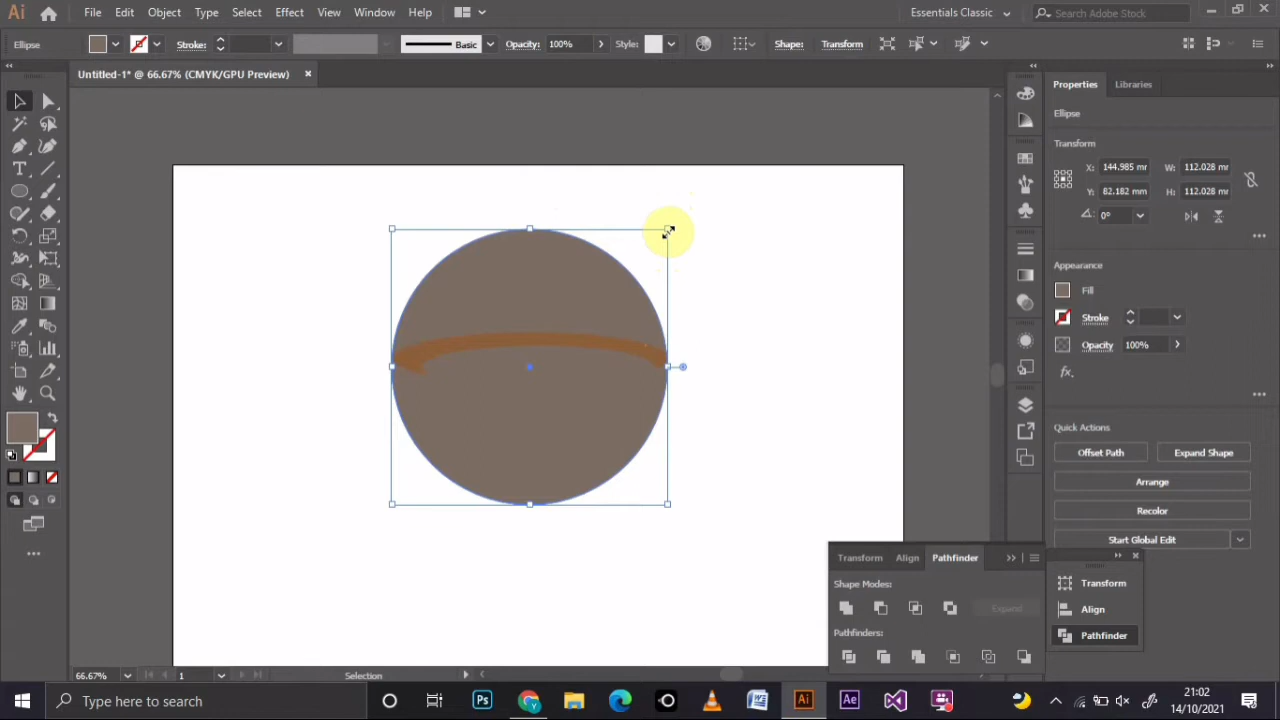 Ai File Edit Object Type Select Effect View Window Help Essentials Classic Search Adobe Stock
Ellipse Stroke: Basic Opacity: 100% Style: Shape: Transform
Untitled-1* @ 66.67% (CMYK/GPU Preview) ×
Properties Libraries
Ellipse
Transform
X: 144.985 mr W: 112.028 mr
Y: 82.182 mm H: 112.028 mr
0°
Appearance
Fill
Stroke
Opacity 100%
fx.
Quick Actions
Offset Path Expand Shape
Arrange
Recolor
Start Global Edit
Transform Align Pathfinder
Shape Modes:
Expand
Pathfinders:
Transform
Align
Pathfinder
66.67% 1 Selection
Type here to search Ps W Ai Ae 21:02
14/10/2021